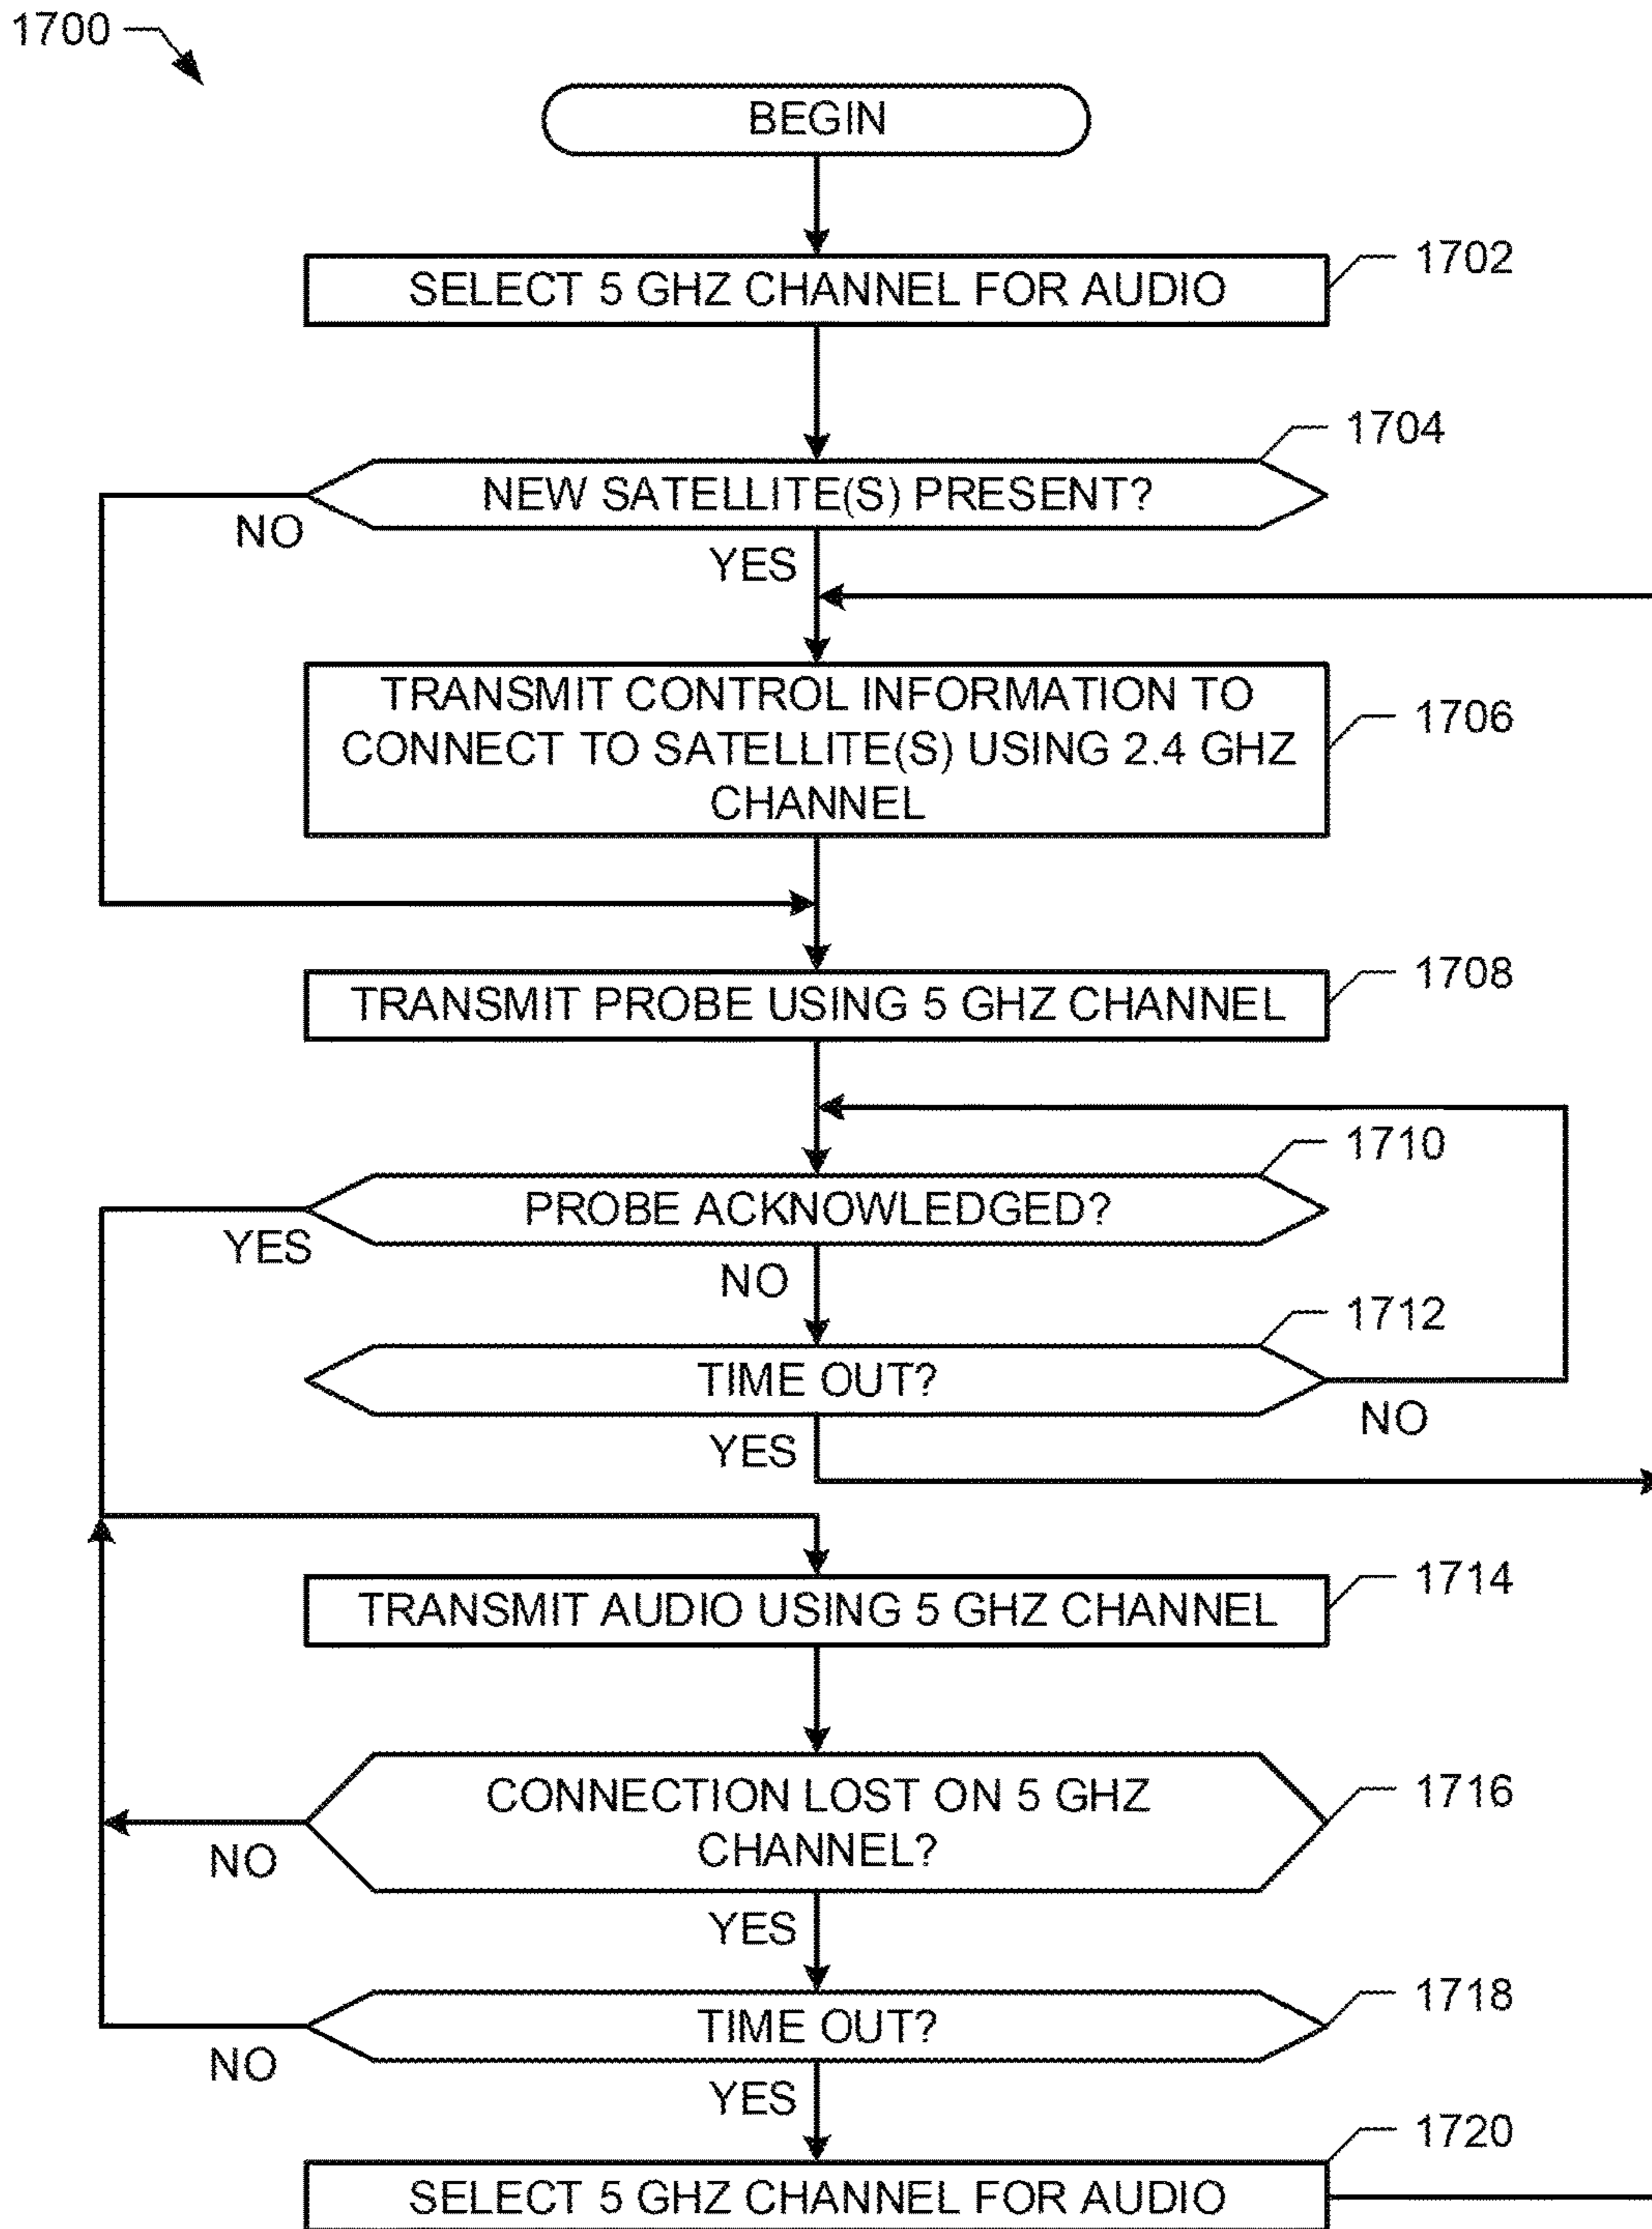 1700
BEGIN
SELECT 5 GHZ CHANNEL FOR AUDIO
1702
1704
NEW SATELLITE(S) PRESENT?
NO
YES
TRANSMIT CONTROL INFORMATION TO
CONNECT TO SATELLITE(S) USING 2.4 GHZ
CHANNEL
1706
TRANSMIT PROBE USING 5 GHZ CHANNEL
1708
1710
PROBE ACKNOWLEDGED?
YES
NO
1712
TIME OUT?
NO
YES
1714
TRANSMIT AUDIO USING 5 GHZ CHANNEL
CONNECTION LOST ON 5 GHZ
CHANNEL?
1716
NO
YES
1718
TIME OUT?
NO
YES
1720
SELECT 5 GHZ CHANNEL FOR AUDIO